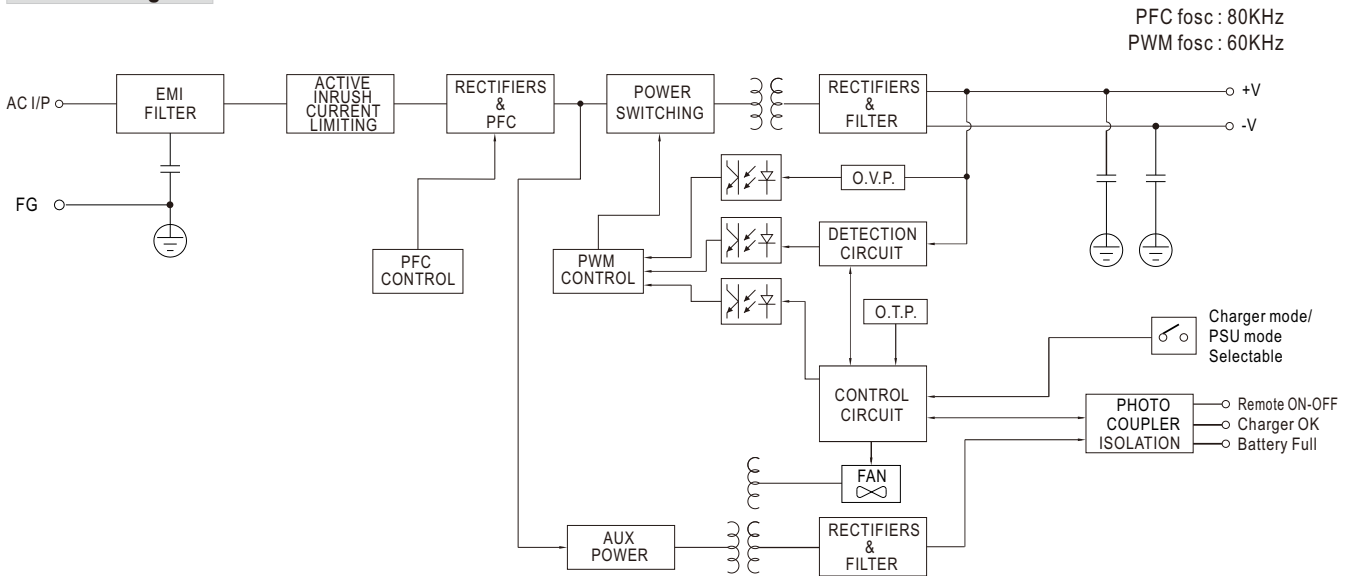 PFC fosc : 80KHz
PWM fosc : 60KHz
AC I/P
EMI
FILTER
ACTIVE
INRUSH
CURRENT
LIMITING
RECTIFIERS
&
PFC
POWER
SWITCHING
RECTIFIERS
&
FILTER
+V
-V
FG
O.V.P.
PFC
CONTROL
PWM
CONTROL
DETECTION
CIRCUIT
O.T.P.
Charger mode/
PSU mode
Selectable
CONTROL
CIRCUIT
PHOTO
COUPLER
ISOLATION
Remote ON-OFF
Charger OK
Battery Full
FAN
AUX
POWER
RECTIFIERS
&
FILTER